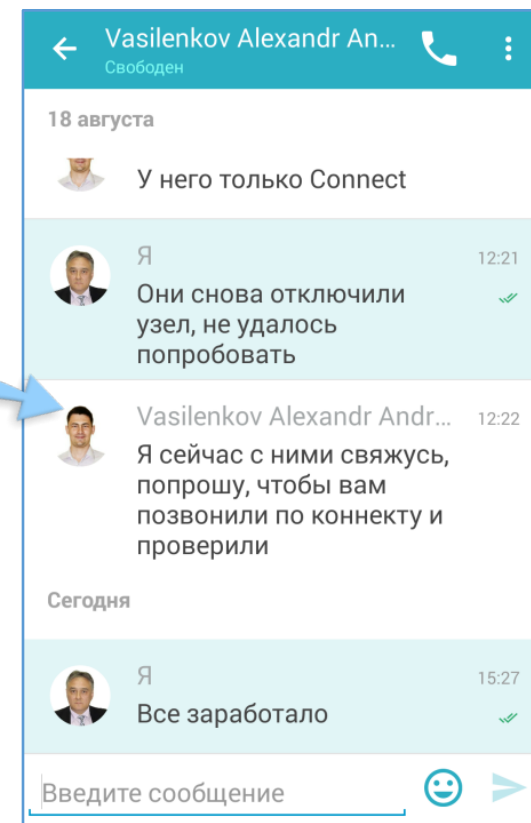 Vasilenkov Alexandr An...
Свободен
18 августа
У него только Connect
Я 12:21
Они снова отключили
узел, не удалось
попробовать
Vasilenkov Alexandr Andr... 12:22
Я сейчас с ними свяжусь,
попрошу, чтобы вам
позвонили по коннекту и
проверили
Сегодня
Я 15:27
Все заработало
Введите сообщение